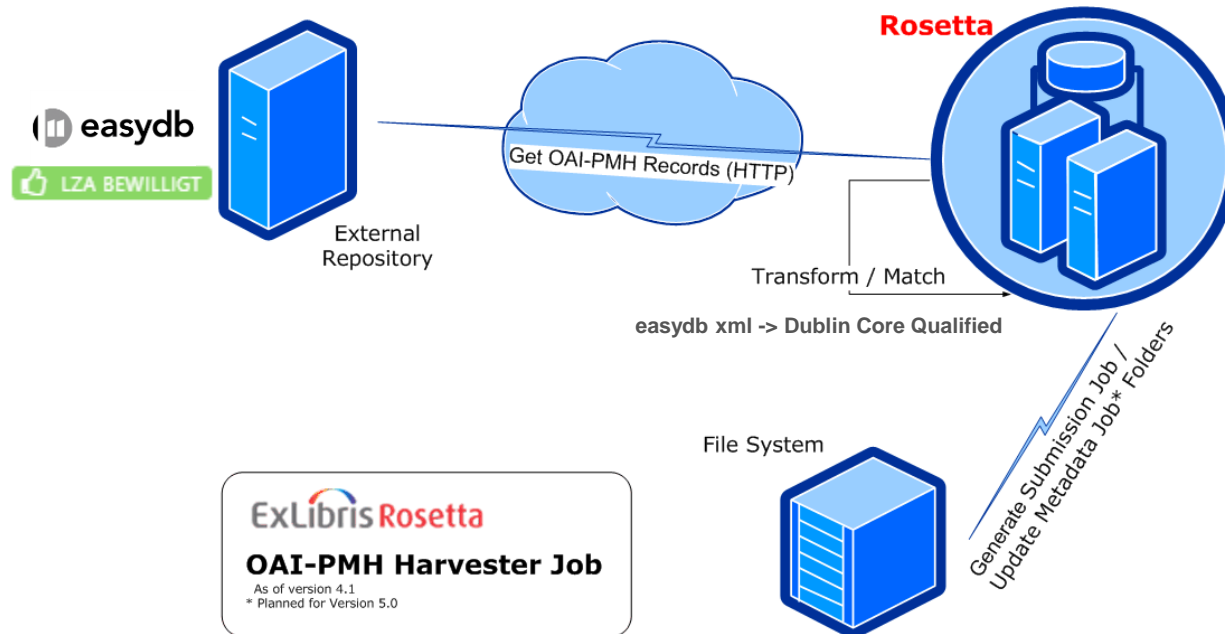 Rosetta
easydb
LZA BEWILLIGT
Get OAI-PMH Records (HTTP)
External
Repository
Transform / Match
easydb xml -> Dublin Core Qualified
Generate Submission Job /
Update Metadata Job* Folders
File System
ExLibris Rosetta
OAI-PMH Harvester Job
As of version 4.1
* Planned for Version 5.0